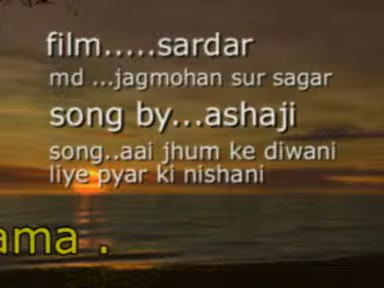 film.....sardar
md ...jagmohan sur sagar
song by...ashaji
song..aai jhum ke diwani
liye pyar ki nishani
ama .